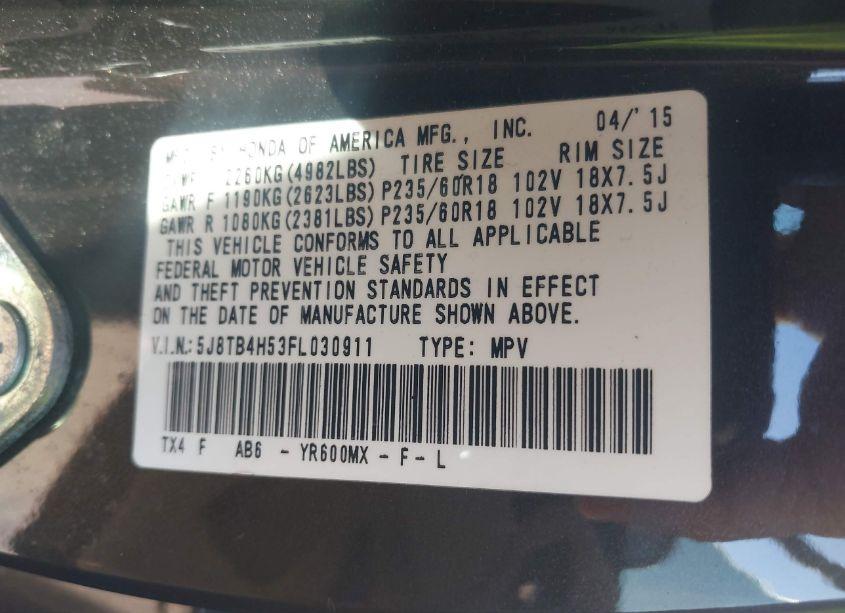 MFD BY HONDA OF AMERICA MFG., INC. 04/'15
GVWR 2260KG(4982LBS) TIRE SIZE RIM SIZE
GAWR F 1190KG(2623LBS) P235/60R18 102V 18X7.5J
GAWR R 1080KG(2381LBS) P235/60R18 102V 18X7.5J
THIS VEHICLE CONFORMS TO ALL APPLICABLE
FEDERAL MOTOR VEHICLE SAFETY
AND THEFT PREVENTION STANDARDS IN EFFECT
ON THE DATE OF MANUFACTURE SHOWN ABOVE.
V.I.N.: 5J8TB4H53FL030911 TYPE: MPV
TX4 F AB6 - YR600MX - F - L